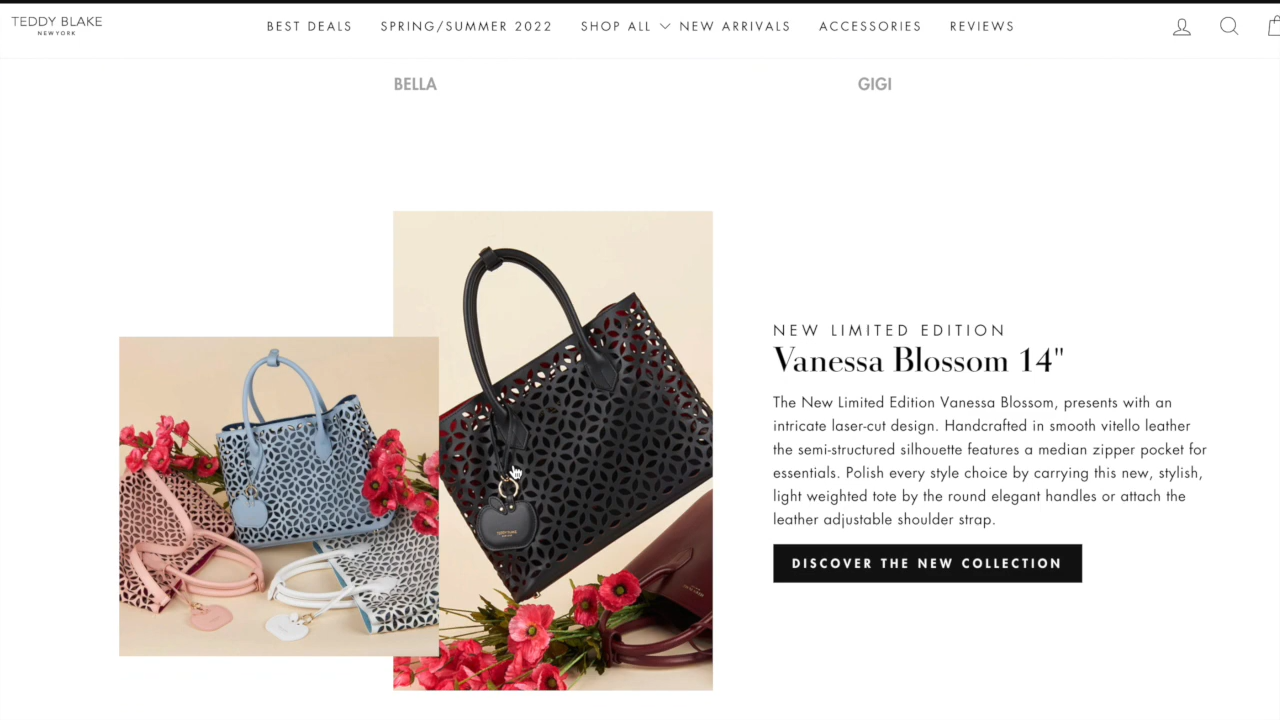 TEDDY BLAKE
NEW YORK
BEST DEALS
SPRING/SUMMER 2022
SHOP ALL
NEW ARRIVALS
ACCESSORIES
REVIEWS
BELLA
GIGI
NEW LIMITED EDITION
Vanessa Blossom 14"
The New Limited Edition Vanessa Blossom, presents with an
intricate laser-cut design. Handcrafted in smooth vitello leather
the semi-structured silhouette features a median zipper pocket for
essentials. Polish every style choice by carrying this new, stylish,
light weighted tote by the round elegant handles or attach the
leather adjustable shoulder strap.
DISCOVER THE NEW COLLECTION